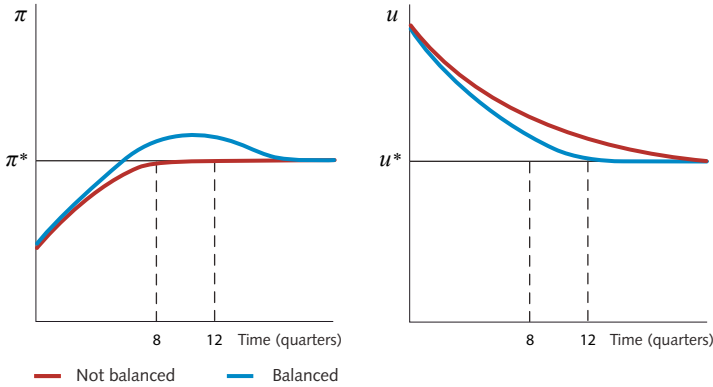 π
π*
8 12 Time (quarters)
u
u*
8 12 Time (quarters)
Not balanced Balanced